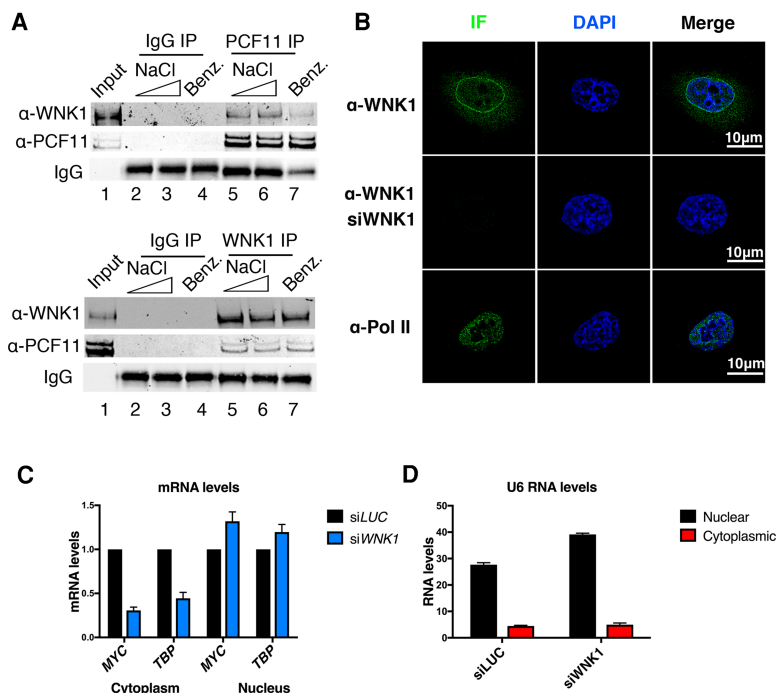 A
IgG IP PCF11 IP
Input NaCl Benz. NaCl Benz.
α-WNK1
α-PCF11
IgG
1 2 3 4 5 6 7
IgG IP WNK1 IP
Input NaCl Benz. NaCl Benz.
α-WNK1
α-PCF11
IgG
1 2 3 4 5 6 7
B
IF DAPI Merge
α-WNK1
10µm
α-WNK1
siWNK1
10µm
α-Pol II
10µm
C
mRNA levels
mRNA levels
1.5
1.0
0.5
0.0
MYC TBP MYC TBP
Cytoplasm Nucleus
siLUC
siWNK1
D
U6 RNA levels
RNA levels
50
40
30
20
10
0
siLUC siWNK1
Nuclear
Cytoplasmic